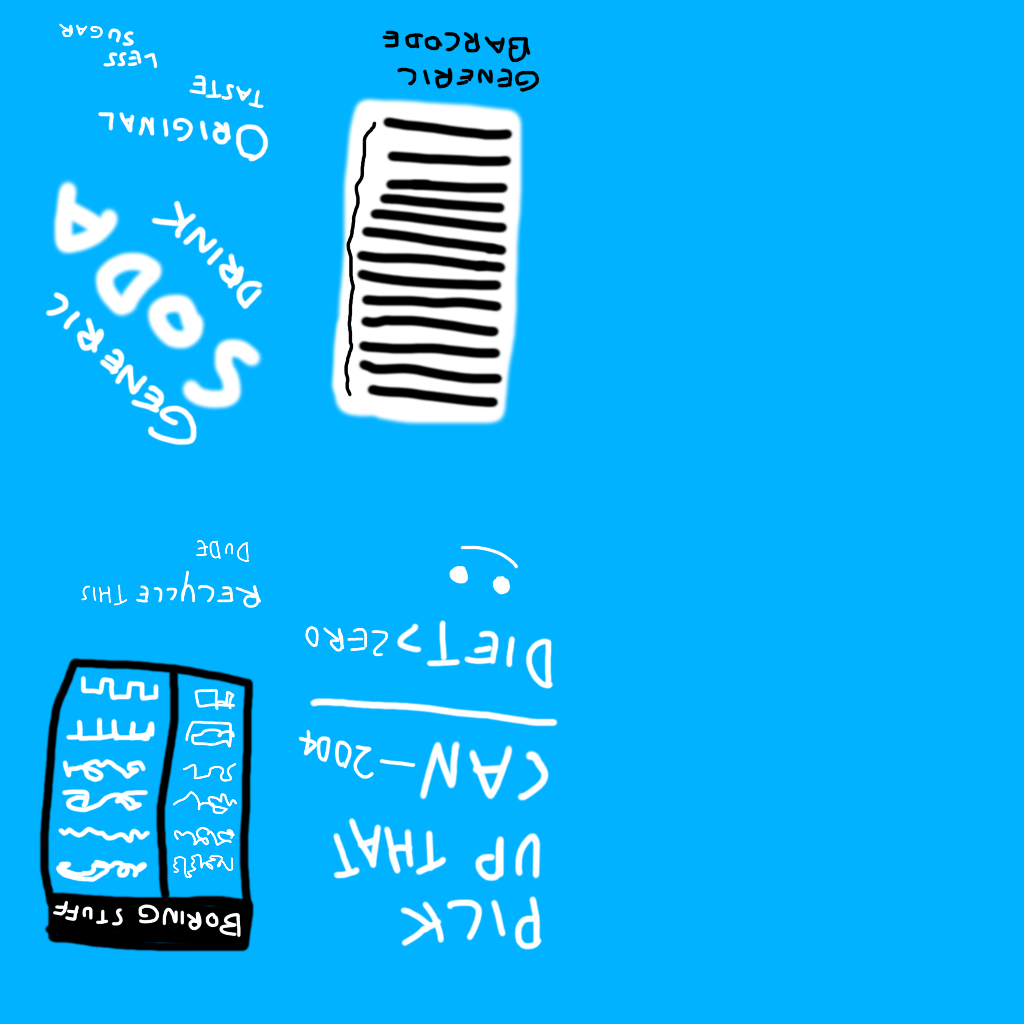 PICK
UP THAT
CAN-2004
DIET>ZERO
BORING STUFF
RECYCLE THIS
DUDE
GENERIC
SODA
DRINK
ORIGINAL
TASTE
LESS
SUGAR
GENERIC
BARCODE